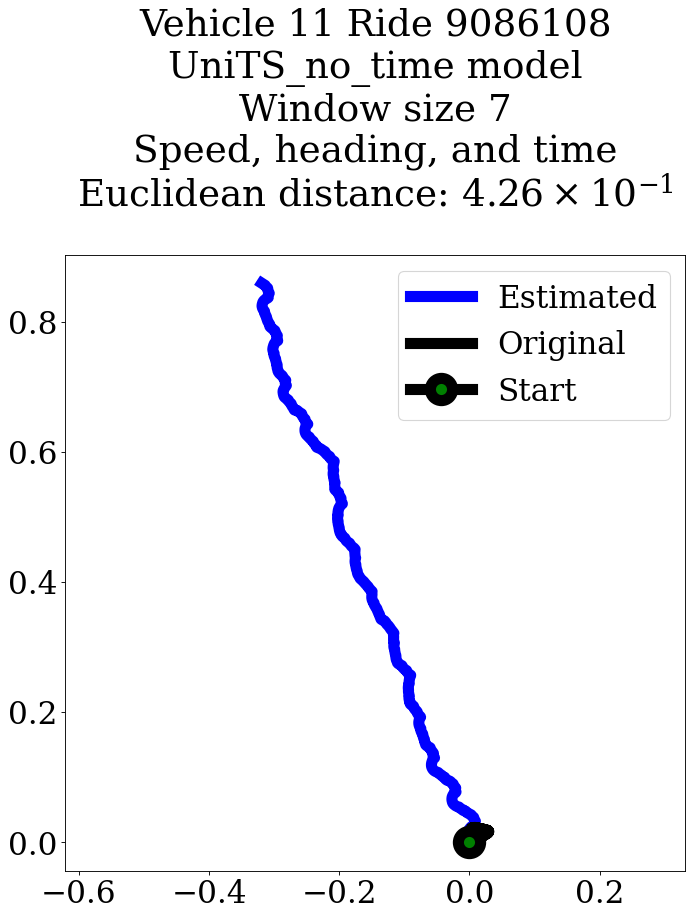 Vehicle 11 Ride 9086108
UniTS_no_time model
Window size 7
Speed, heading, and time
Euclidean distance: 4.26 × 10⁻¹
Estimated
Original
Start
0.8
0.6
0.4
0.2
0.0
−0.6 −0.4 −0.2 0.0 0.2